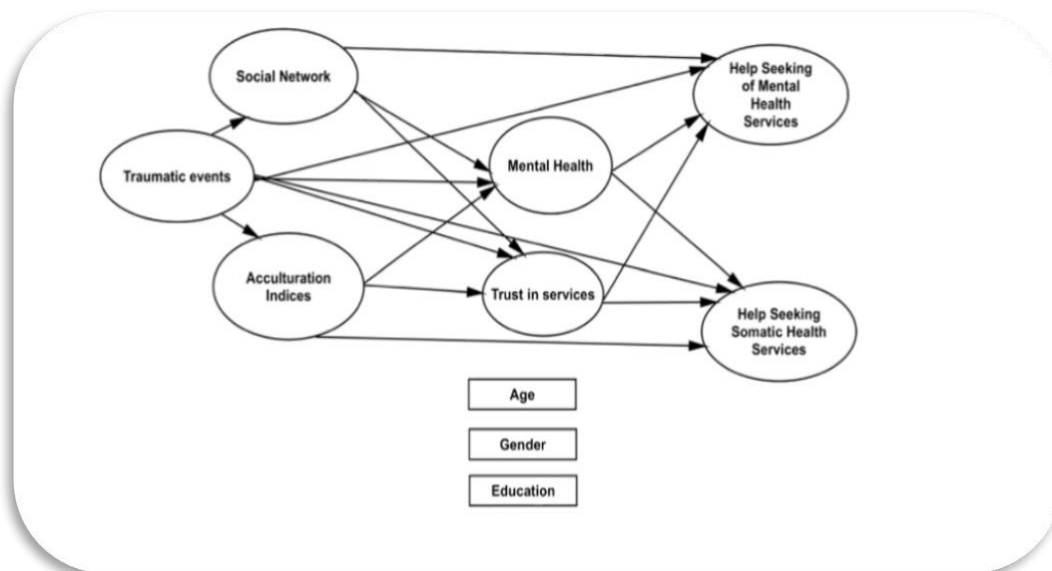 Social Network
Help Seeking
of Mental
Health
Services
Mental Health
Traumatic events
Acculturation
Indices
Trust in services
Help Seeking
Somatic Health
Services
Age
Gender
Education